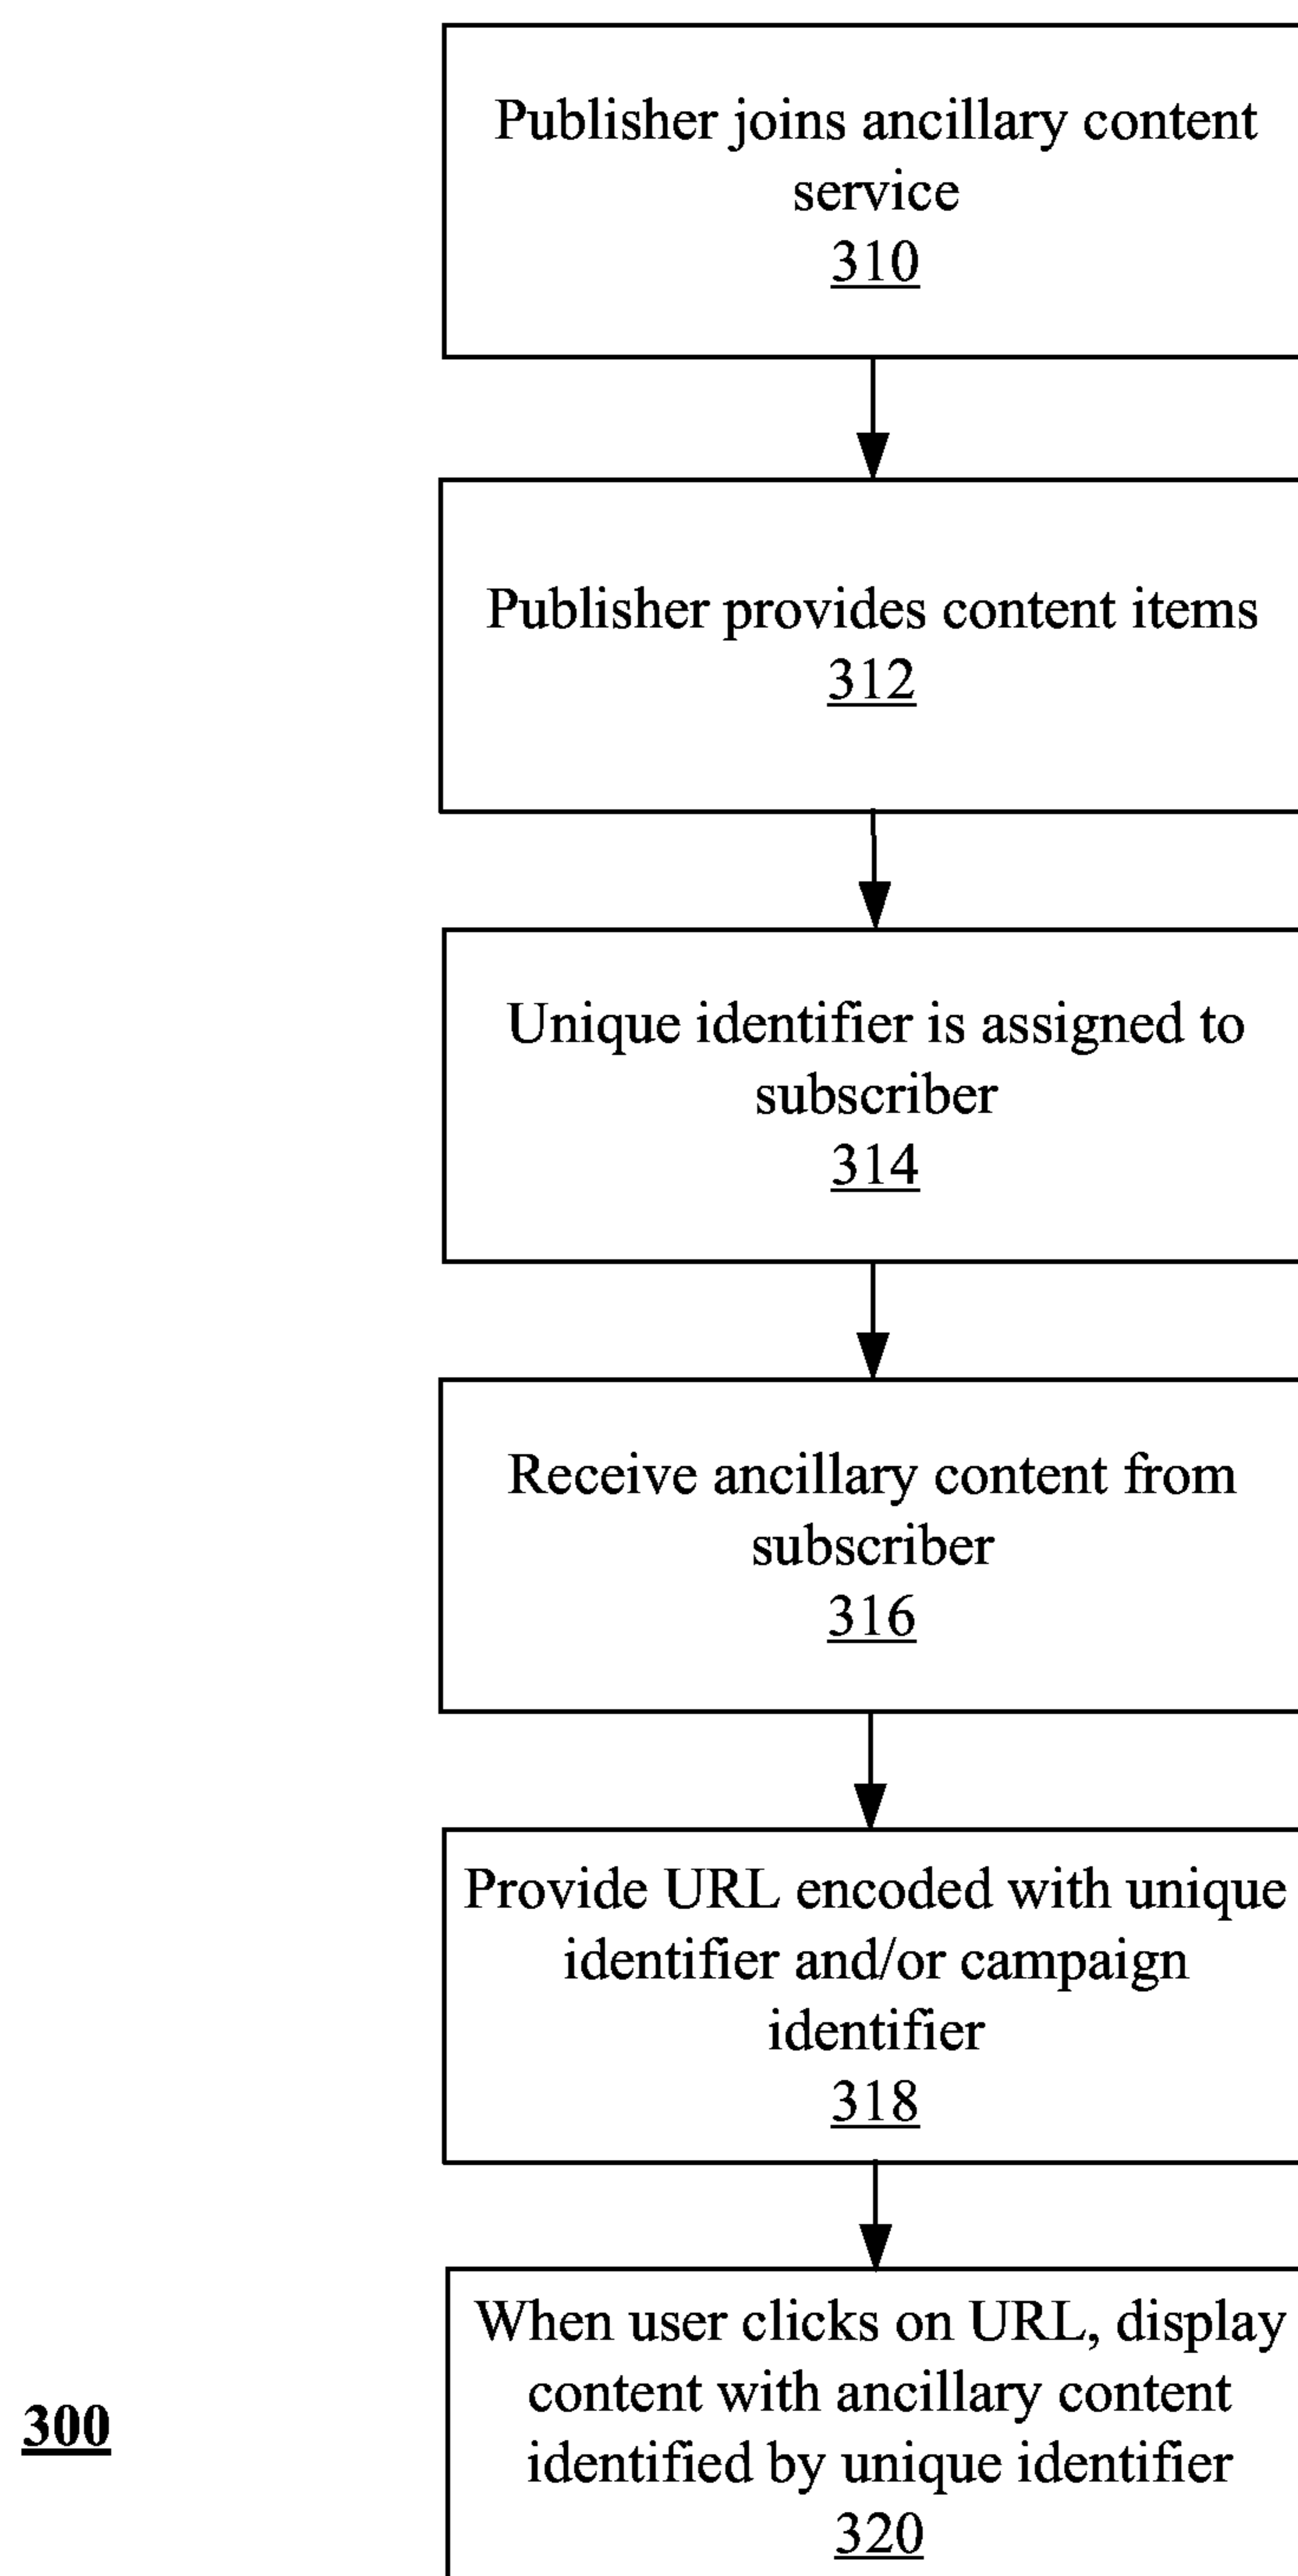 Publisher joins ancillary content
service
310
Publisher provides content items
312
Unique identifier is assigned to
subscriber
314
Receive ancillary content from
subscriber
316
Provide URL encoded with unique
identifier and/or campaign
identifier
318
When user clicks on URL, display
content with ancillary content
identified by unique identifier
320
300